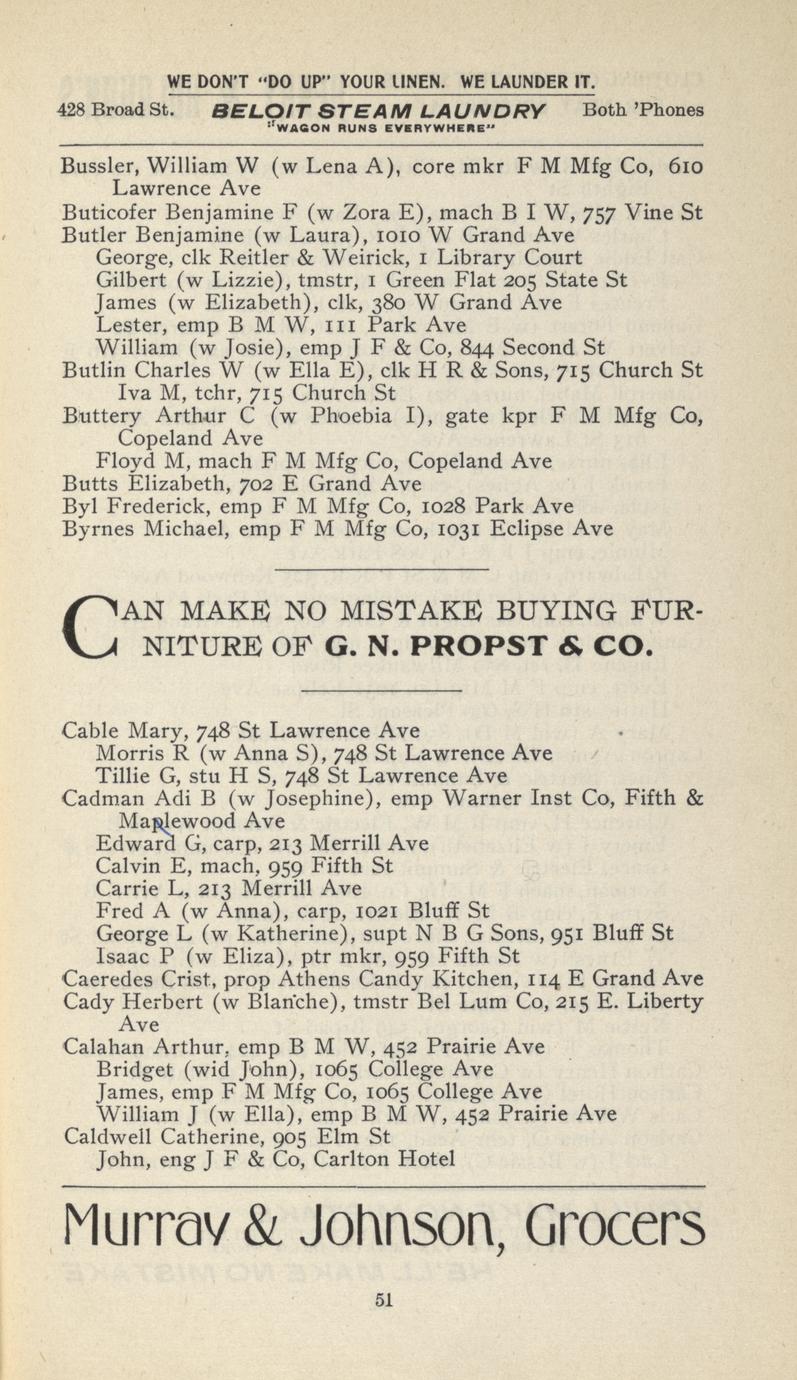 WE DON'T "DO UP" YOUR LINEN. WE LAUNDER IT.
428 Broad St. BELOIT STEAM LAUNDRY Both 'Phones
"WAGON RUNS EVERYWHERE"
Bussler, William W (w Lena A), core mkr F M Mfg Co, 610
Lawrence Ave
Buticofer Benjamine F (w Zora E), mach B I W, 757 Vine St
Butler Benjamine (w Laura), 1010 W Grand Ave
George, clk Reitler & Weirick, 1 Library Court
Gilbert (w Lizzie), tmstr, 1 Green Flat 205 State St
James (w Elizabeth), clk, 380 W Grand Ave
Lester, emp B M W, 111 Park Ave
William (w Josie), emp J F & Co, 844 Second St
Butlin Charles W (w Ella E), clk H R & Sons, 715 Church St
Iva M, tchr, 715 Church St
Buttery Arthur C (w Phoebia I), gate kpr F M Mfg Co,
Copeland Ave
Floyd M, mach F M Mfg Co, Copeland Ave
Butts Elizabeth, 702 E Grand Ave
Byl Frederick, emp F M Mfg Co, 1028 Park Ave
Byrnes Michael, emp F M Mfg Co, 1031 Eclipse Ave
CAN MAKE NO MISTAKE BUYING FUR-
NITURE OF G. N. PROPST & CO.
Cable Mary, 748 St Lawrence Ave
Morris R (w Anna S), 748 St Lawrence Ave
Tillie G, stu H S, 748 St Lawrence Ave
Cadman Adi B (w Josephine), emp Warner Inst Co, Fifth &
Maplewood Ave
Edward G, carp, 213 Merrill Ave
Calvin E, mach, 959 Fifth St
Carrie L, 213 Merrill Ave
Fred A (w Anna), carp, 1021 Bluff St
George L (w Katherine), supt N B G Sons, 951 Bluff St
Isaac P (w Eliza), ptr mkr, 959 Fifth St
Caeredes Crist, prop Athens Candy Kitchen, 114 E Grand Ave
Cady Herbert (w Blanche), tmstr Bel Lum Co, 215 E. Liberty
Ave
Calahan Arthur, emp B M W, 452 Prairie Ave
Bridget (wid John), 1065 College Ave
James, emp F M Mfg Co, 1065 College Ave
William J (w Ella), emp B M W, 452 Prairie Ave
Caldwell Catherine, 905 Elm St
John, eng J F & Co, Carlton Hotel
Murray & Johnson, Grocers
51